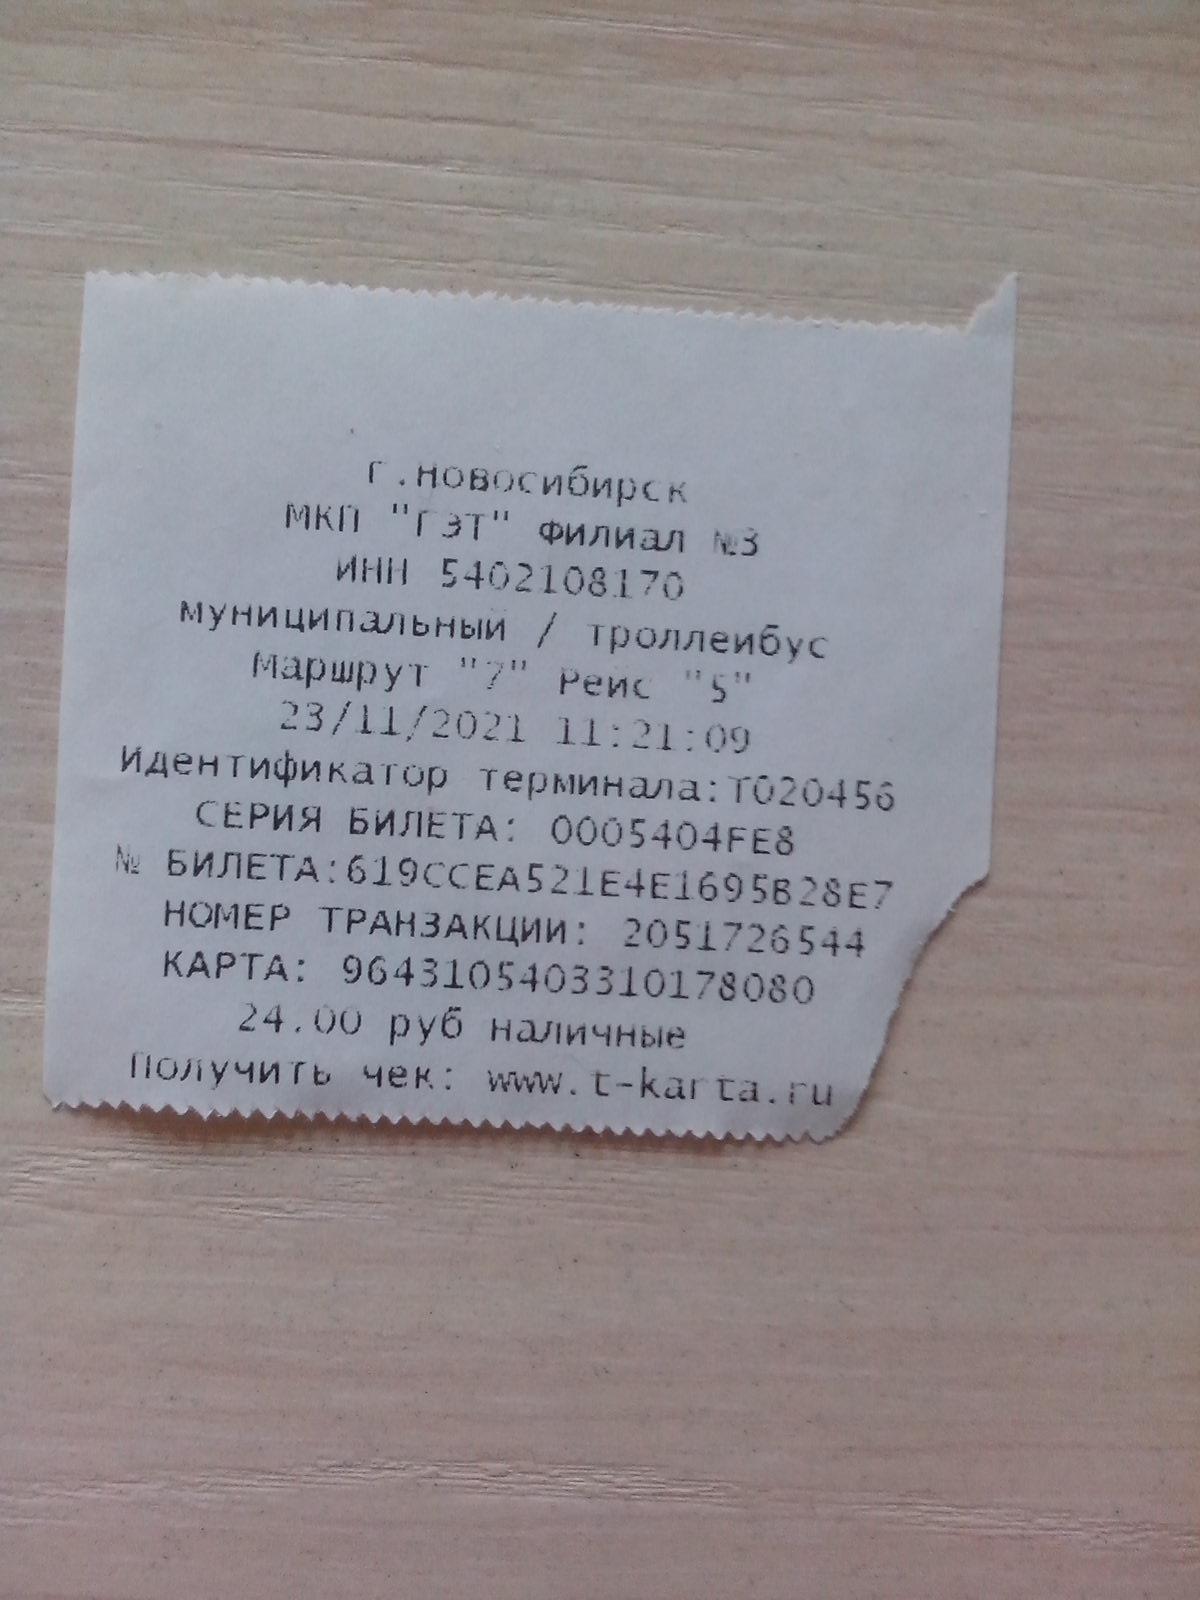 г.новосибирск
МКП "ГЭТ" филиал №3
ИНН 5402108170
муниципальный / троллейбус
Маршрут "7" Рейс "5"
23/11/2021 11:21:09
Идентификатор терминала:T020456
СЕРИЯ БИЛЕТА: 0005404FE8
№ БИЛЕТА:619CCEA521E4E1695B28E7
НОМЕР ТРАНЗАКЦИИ: 2051726544
КАРТА: 9643105403310178080
24.00 руб наличные
Получить чек: www.t-karta.ru